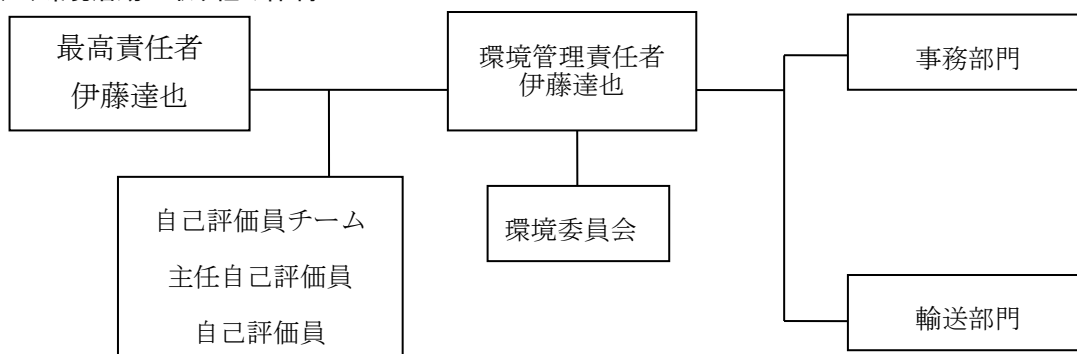 最高責任者
伊藤達也
環境管理責任者
伊藤達也
事務部門
自己評価員チーム
主任自己評価員
自己評価員
環境委員会
輸送部門